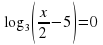 log₃(x/2 − 5) = 0